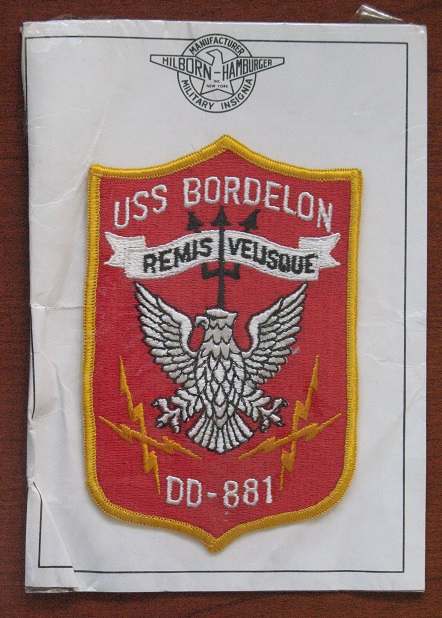 MANUFACTURER
HILBORN-HAMBURGER
INC.
NEW YORK
MILITARY INSIGNIA
USS BORDELON
REMIS VELISQUE
DD-881